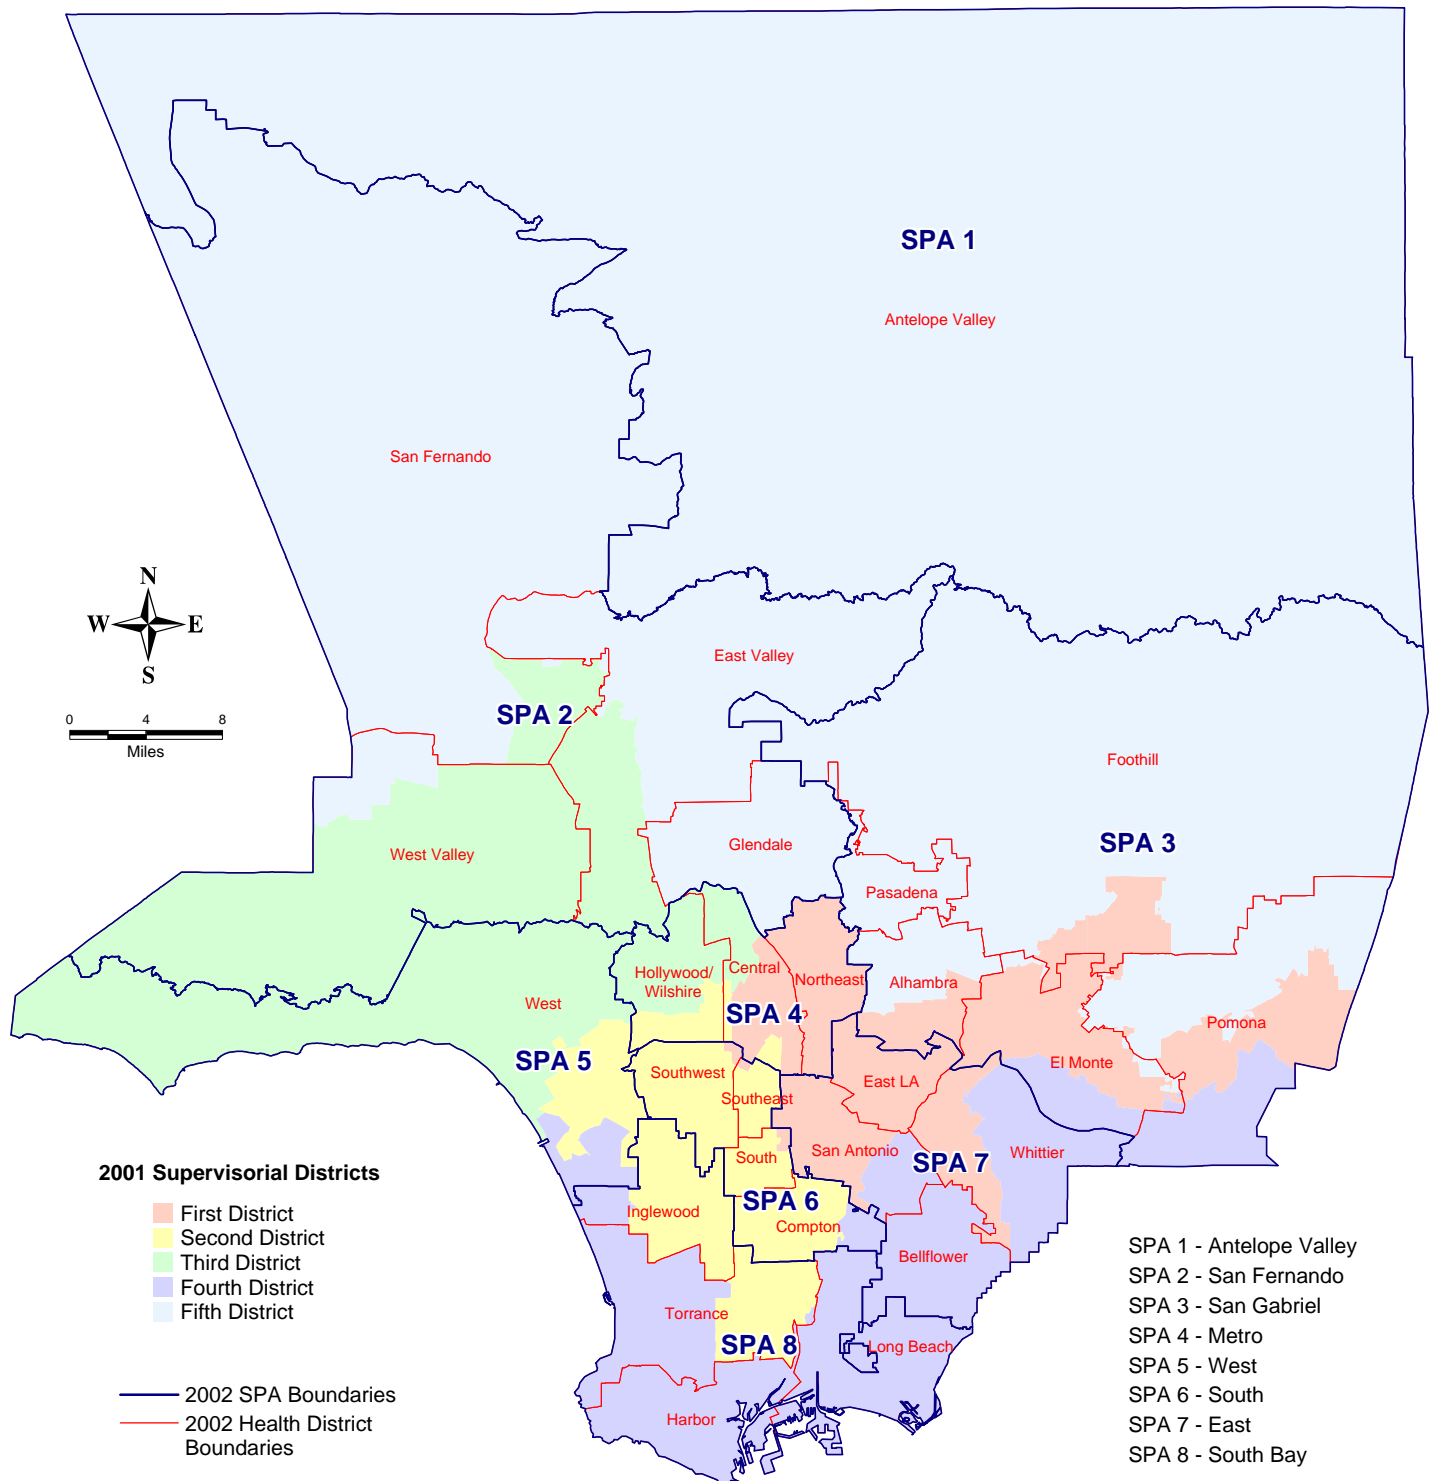 SPA 1
Antelope Valley
San Fernando
N
W E
S
East Valley
SPA 2
0 4 8
Miles
Foothill
SPA 3
Glendale
West Valley
Pasadena
Hollywood/
Wilshire
Central
Northeast
Alhambra
West
SPA 4
Pomona
SPA 5
Southwest
El Monte
East LA
Southeast
South
San Antonio
SPA 7
Whittier
SPA 6
Inglewood
Compton
Bellflower
Torrance
SPA 8
Long Beach
Harbor
2001 Supervisorial Districts
First District
Second District
Third District
Fourth District
Fifth District
2002 SPA Boundaries
2002 Health District
Boundaries
SPA 1 - Antelope Valley
SPA 2 - San Fernando
SPA 3 - San Gabriel
SPA 4 - Metro
SPA 5 - West
SPA 6 - South
SPA 7 - East
SPA 8 - South Bay